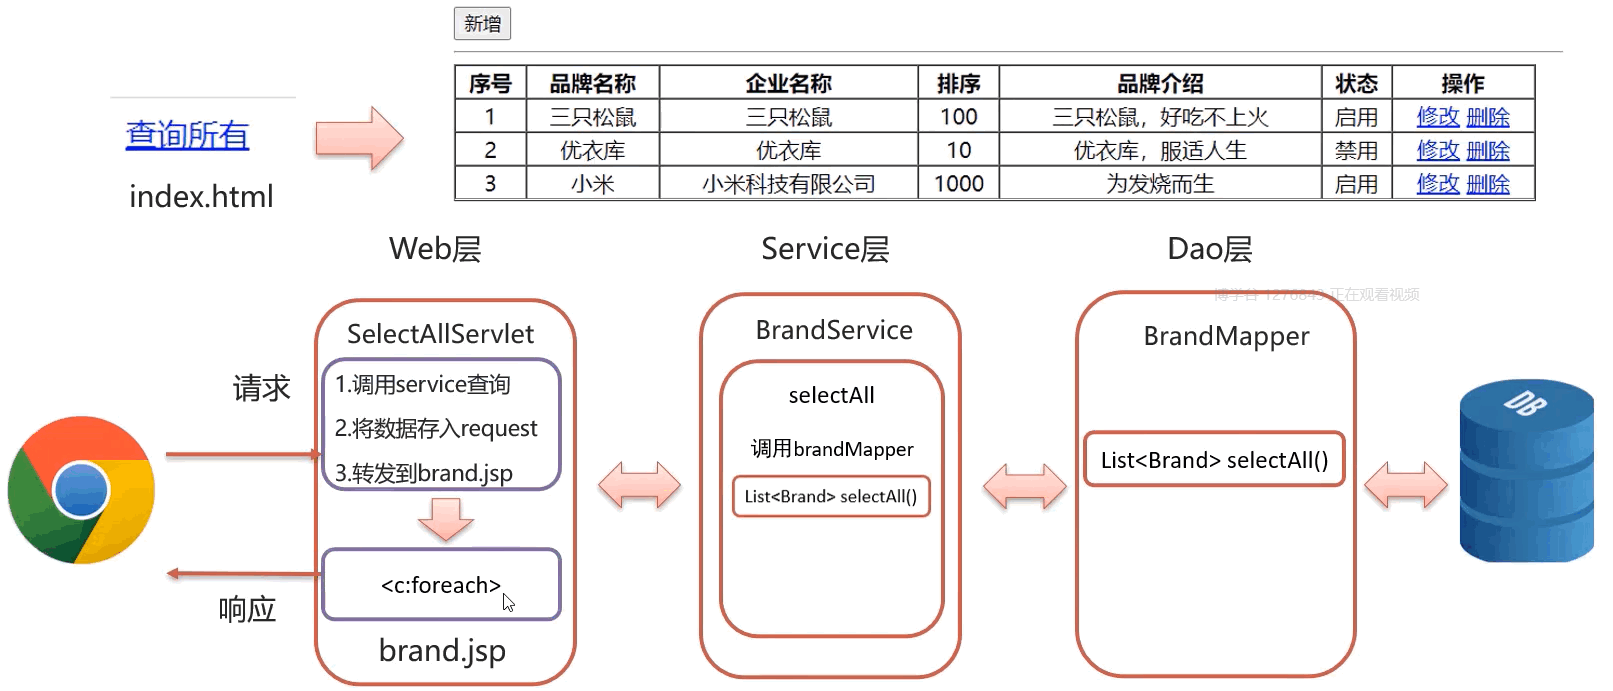 新增
序号 品牌名称 企业名称 排序 品牌介绍 状态 操作
1 三只松鼠 三只松鼠 100 三只松鼠，好吃不上火 启用 修改 删除
2 优衣库 优衣库 10 优衣库，服适人生 禁用 修改 删除
3 小米 小米科技有限公司 1000 为发烧而生 启用 修改 删除
查询所有
index.html
Web层
Service层
Dao层
博学谷 1276843 正在观看视频
请求
响应
SelectAllServlet
1.调用service查询
2.将数据存入request
3.转发到brand.jsp
<c:foreach>
brand.jsp
BrandService
selectAll
调用brandMapper
List<Brand> selectAll()
BrandMapper
List<Brand> selectAll()
DB